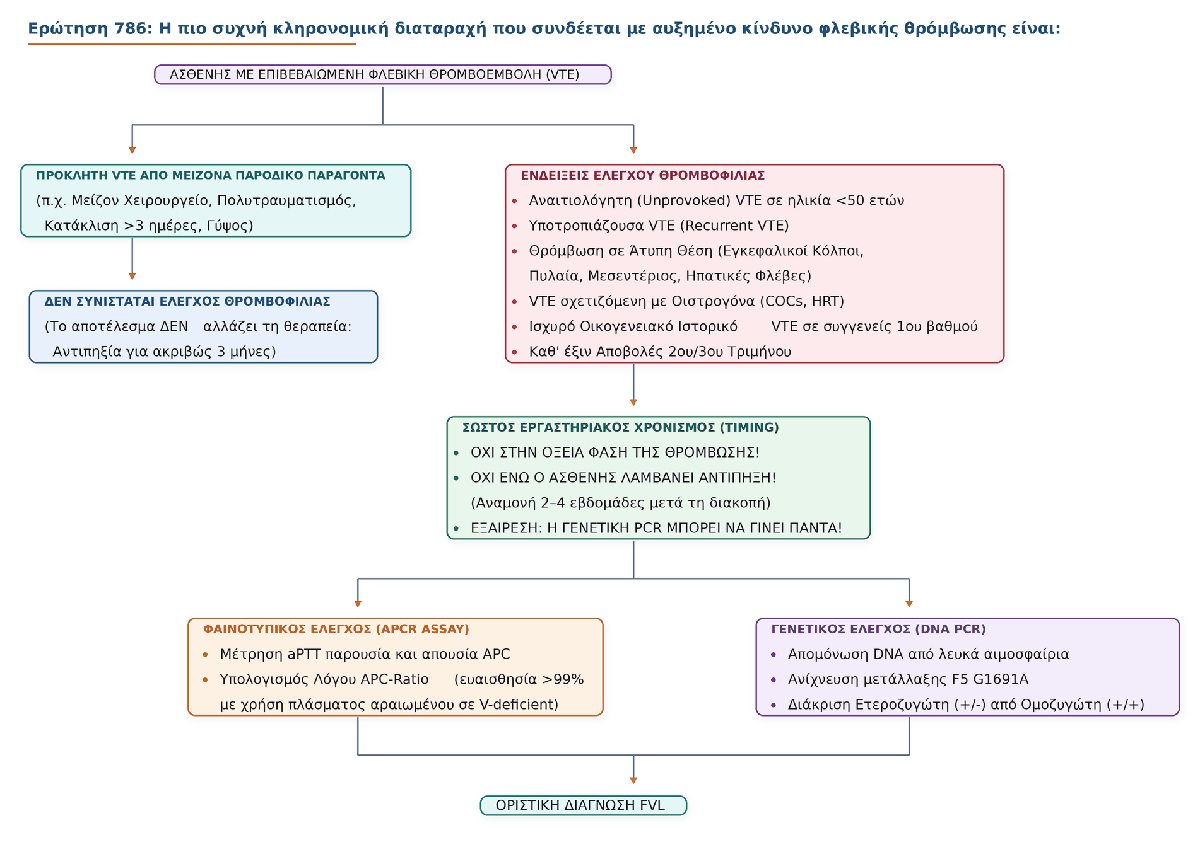 Ερώτηση 786: Η πιο συχνή κληρονομική διαταραχή που συνδέεται με αυξημένο κίνδυνο φλεβικής θρόμβωσης είναι:
ΑΣΘΕΝΗΣ ΜΕ ΕΠΙΒΕΒΑΙΩΜΕΝΗ ΦΛΕΒΙΚΗ ΘΡΟΜΒΟΕΜΒΟΛΗ (VTE)
ΠΡΟΚΛΗΤΗ VTE ΑΠΟ ΜΕΙΖΟΝΑ ΠΑΡΟΔΙΚΟ ΠΑΡΑΓΟΝΤΑ
(π.χ. Μείζον Χειρουργείο, Πολυτραυματισμός,
Κατάκλιση >3 ημέρες, Γύψος)
ΔΕΝ ΣΥΝΙΣΤΑΤΑΙ ΕΛΕΓΧΟΣ ΘΡΟΜΒΟΦΙΛΙΑΣ
(Το αποτέλεσμα ΔΕΝ αλλάζει τη θεραπεία:
Αντιπηξία για ακριβώς 3 μήνες)
ΕΝΔΕΙΞΕΙΣ ΕΛΕΓΧΟΥ ΘΡΟΜΒΟΦΙΛΙΑΣ
• Αναιτιολόγητη (Unprovoked) VTE σε ηλικία <50 ετών
• Υποτροπιάζουσα VTE (Recurrent VTE)
• Θρόμβωση σε Άτυπη Θέση (Εγκεφαλικοί Κόλποι,
Πυλαία, Μεσεντέριος, Ηπατικές Φλέβες)
• VTE σχετιζόμενη με Οιστρογόνα (COCs, HRT)
• Ισχυρό Οικογενειακό Ιστορικό VTE σε συγγενείς 1ου βαθμού
• Καθ' έξιν Αποβολές 2ου/3ου Τριμήνου
ΣΩΣΤΟΣ ΕΡΓΑΣΤΗΡΙΑΚΟΣ ΧΡΟΝΙΣΜΟΣ (TIMING)
• ΟΧΙ ΣΤΗΝ ΟΞΕΙΑ ΦΑΣΗ ΤΗΣ ΘΡΟΜΒΩΣΗΣ!
• ΟΧΙ ΕΝΩ Ο ΑΣΘΕΝΗΣ ΛΑΜΒΑΝΕΙ ΑΝΤΙΠΗΞΗ!
(Αναμονή 2–4 εβδομάδες μετά τη διακοπή)
• ΕΞΑΙΡΕΣΗ: Η ΓΕΝΕΤΙΚΗ PCR ΜΠΟΡΕΙ ΝΑ ΓΙΝΕΙ ΠΑΝΤΑ!
ΦΑΙΝΟΤΥΠΙΚΟΣ ΕΛΕΓΧΟΣ (APCR ASSAY)
• Μέτρηση aPTT παρουσία και απουσία APC
• Υπολογισμός Λόγου APC-Ratio (ευαισθησία >99%
με χρήση πλάσματος αραιωμένου σε V-deficient)
ΓΕΝΕΤΙΚΟΣ ΕΛΕΓΧΟΣ (DNA PCR)
• Απομόνωση DNA από λευκά αιμοσφαίρια
• Ανίχνευση μετάλλαξης F5 G1691A
• Διάκριση Ετεροζυγώτη (+/-) από Ομοζυγώτη (+/+)
ΟΡΙΣΤΙΚΗ ΔΙΑΓΝΩΣΗ FVL